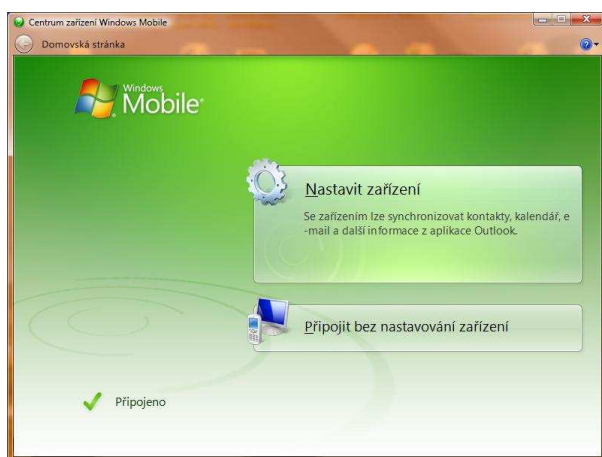 Centrum zařízení Windows Mobile
Domovská stránka
Windows
Mobile
Nastavit zařízení
Se zařízením lze synchronizovat kontakty, kalendář, e
-mail a další informace z aplikace Outlook.
Připojit bez nastavování zařízení
Připojeno